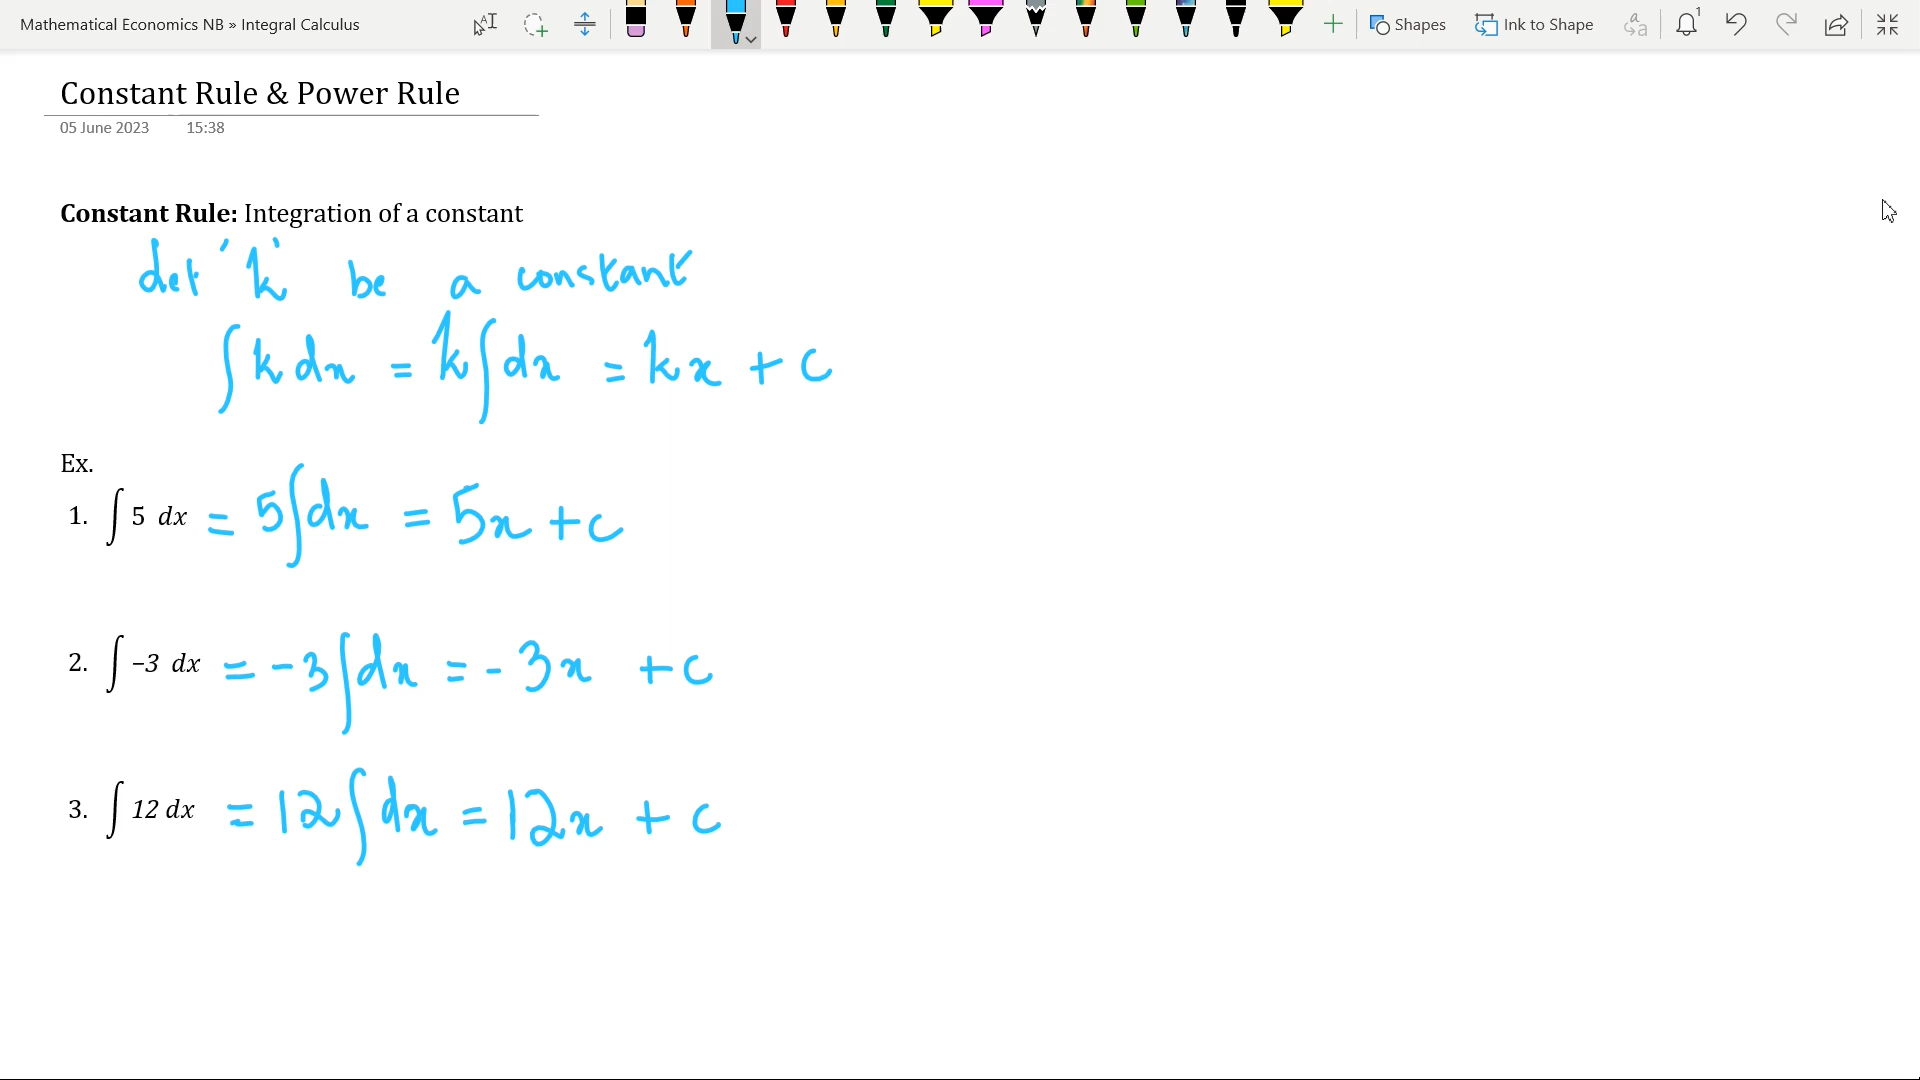 Mathematical Economics NB » Integral Calculus
Shapes
Ink to Shape
1
Constant Rule & Power Rule
05 June 2023 15:38
Constant Rule: Integration of a constant
Let 'k' be a constant
∫ k dx = k ∫ dx = kx + c
Ex.
1. ∫ 5 dx = 5 ∫ dx = 5x + c
2. ∫ −3 dx = -3 ∫ dx = -3x + c
3. ∫ 12 dx = 12 ∫ dx = 12x + c